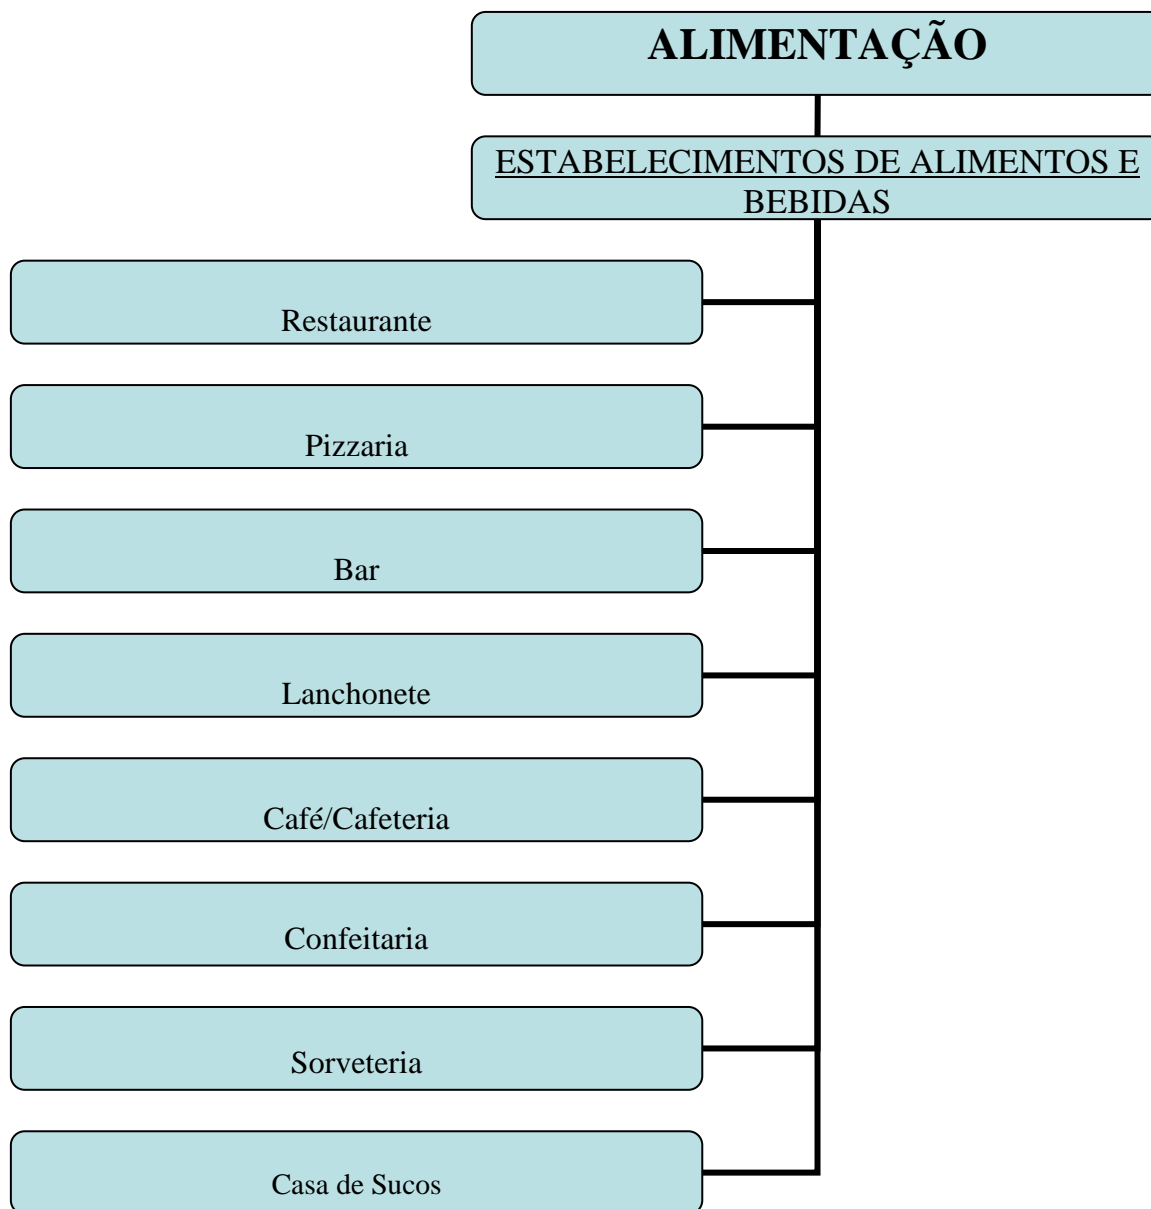 ALIMENTAÇÃO
ESTABELECIMENTOS DE ALIMENTOS E
BEBIDAS
Restaurante
Pizzaria
Bar
Lanchonete
Café/Cafeteria
Confeitaria
Sorveteria
Casa de Sucos